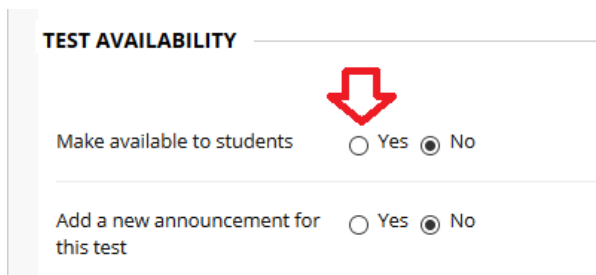 TEST AVAILABILITY
Make available to students Yes No
Add a new announcement for Yes No
this test